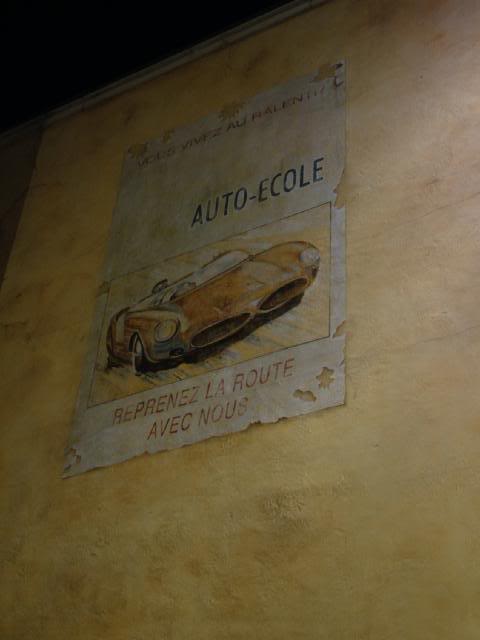 VOUS VIVEZ AU RALENTI
AUTO-ECOLE
REPRENEZ LA ROUTE
AVEC NOUS